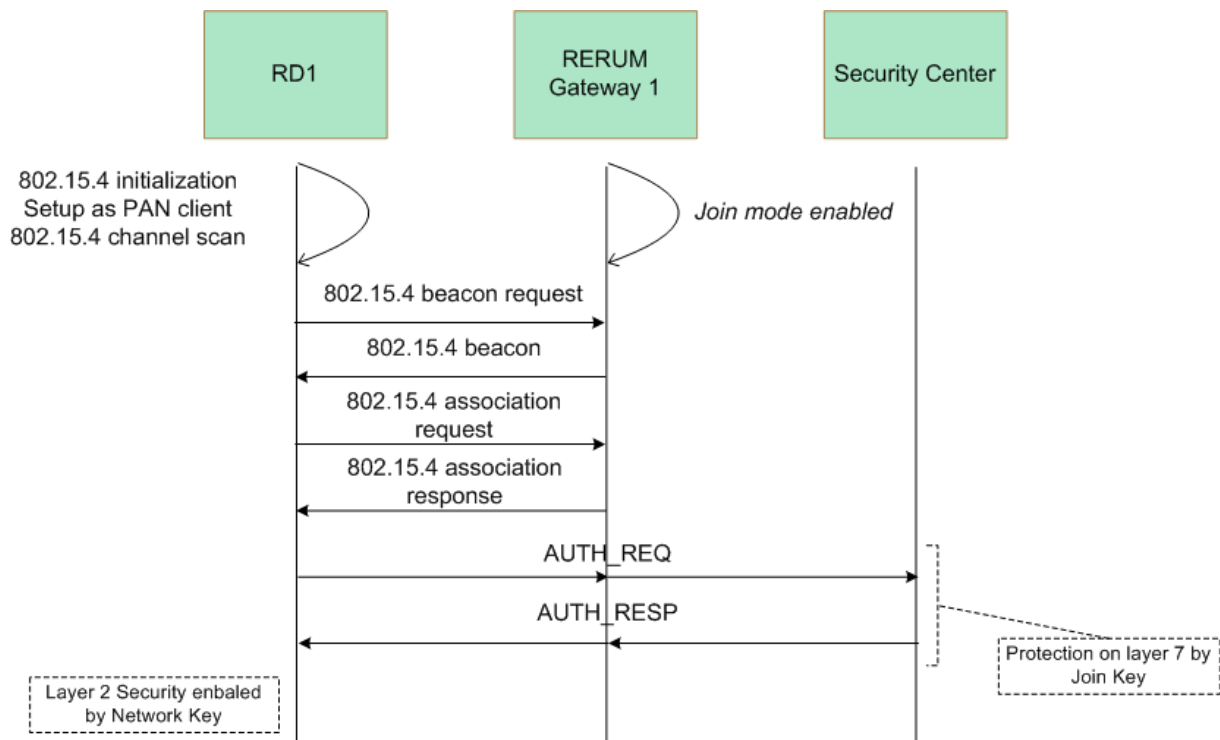 RD1
RERUM
Gateway 1
Security Center
802.15.4 initialization
Setup as PAN client
802.15.4 channel scan
Join mode enabled
802.15.4 beacon request
802.15.4 beacon
802.15.4 association
request
802.15.4 association
response
AUTH_REQ
AUTH_RESP
Protection on layer 7 by
Join Key
Layer 2 Security enbaled
by Network Key